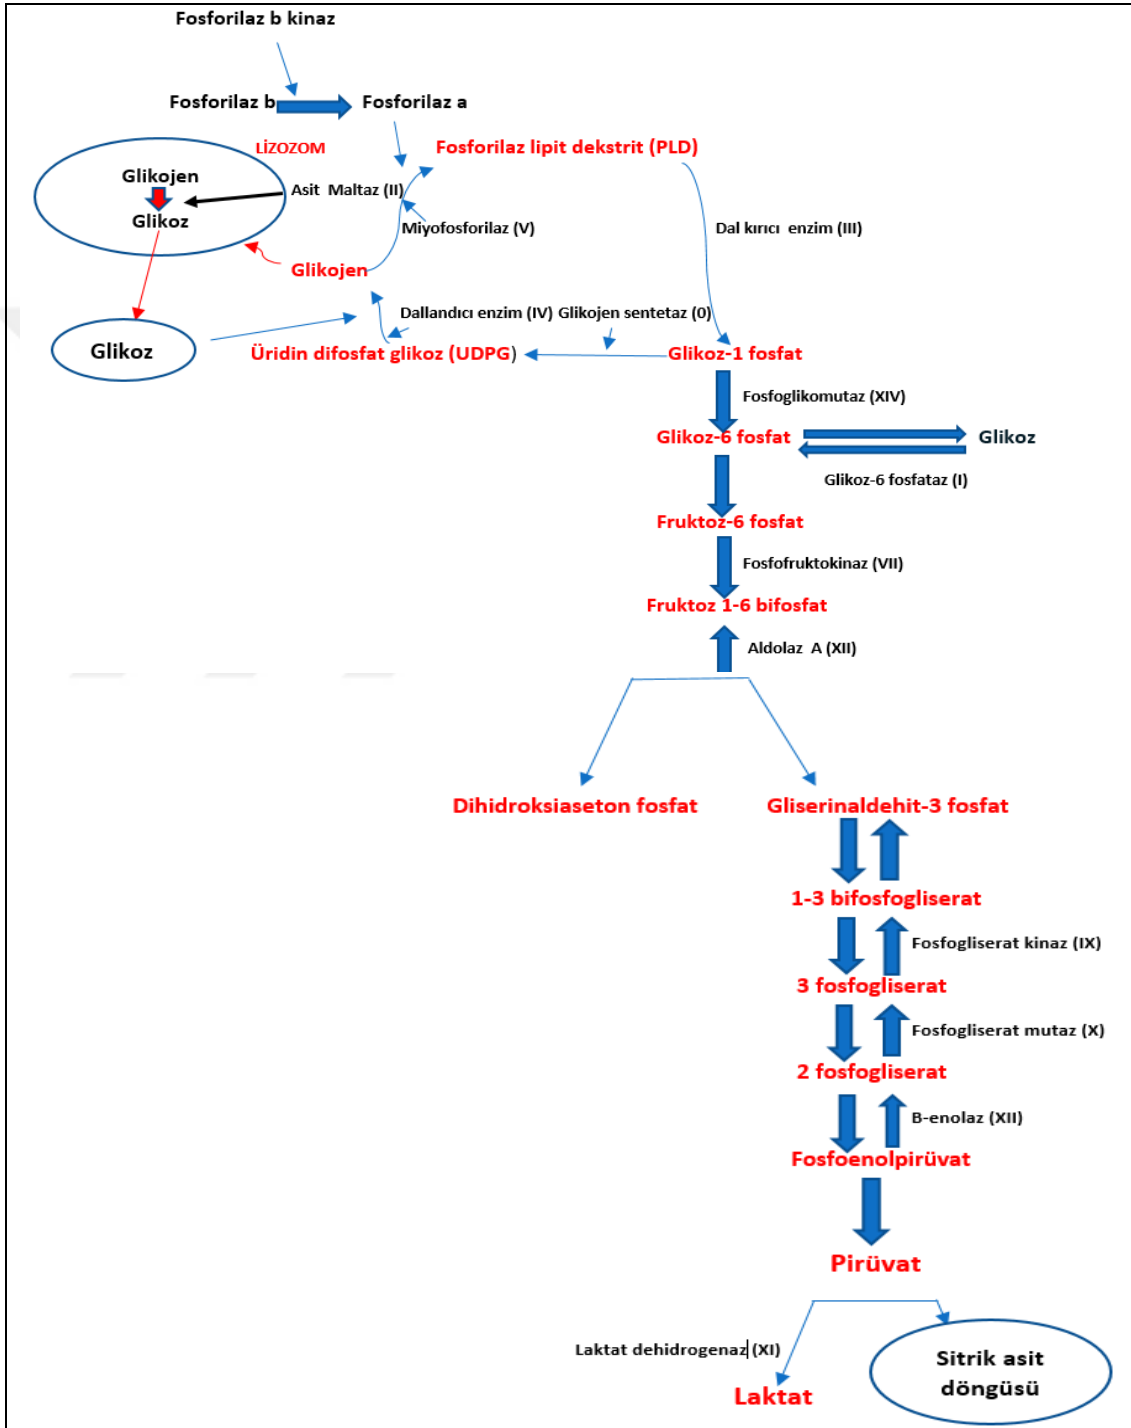 Fosforilaz b kinaz
Fosforilaz b
Fosforilaz a
LİZOZOM
Fosforilaz lipit dekstrit (PLD)
Glikojen
Asit Maltaz (II)
Glikoz
Miyofosforilaz (V)
Dal kırıcı enzim (III)
Glikojen
Dallandıcı enzim (IV)
Glikojen sentetaz (0)
Glikoz
Üridin difosfat glikoz (UDPG)
Glikoz-1 fosfat
Fosfoglikomutaz (XIV)
Glikoz-6 fosfat
Glikoz
Glikoz-6 fosfataz (I)
Fruktoz-6 fosfat
Fosfofruktokinaz (VII)
Fruktoz 1-6 bifosfat
Aldolaz A (XII)
Dihidroksiaseton fosfat
Gliserinaldehit-3 fosfat
1-3 bifosfogliserat
Fosfogliserat kinaz (IX)
3 fosfogliserat
Fosfogliserat mutaz (X)
2 fosfogliserat
B-enolaz (XII)
Fosfoenolpirüvat
Pirüvat
Laktat dehidrogenaz (XI)
Sitrik asit
döngüsü
Laktat